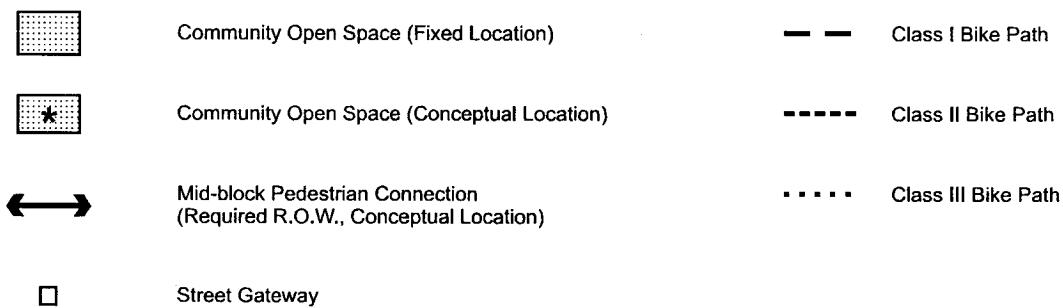 Community Open Space (Fixed Location)
Community Open Space (Conceptual Location)
Mid-block Pedestrian Connection
(Required R.O.W., Conceptual Location)
Street Gateway
Class I Bike Path
Class II Bike Path
Class III Bike Path